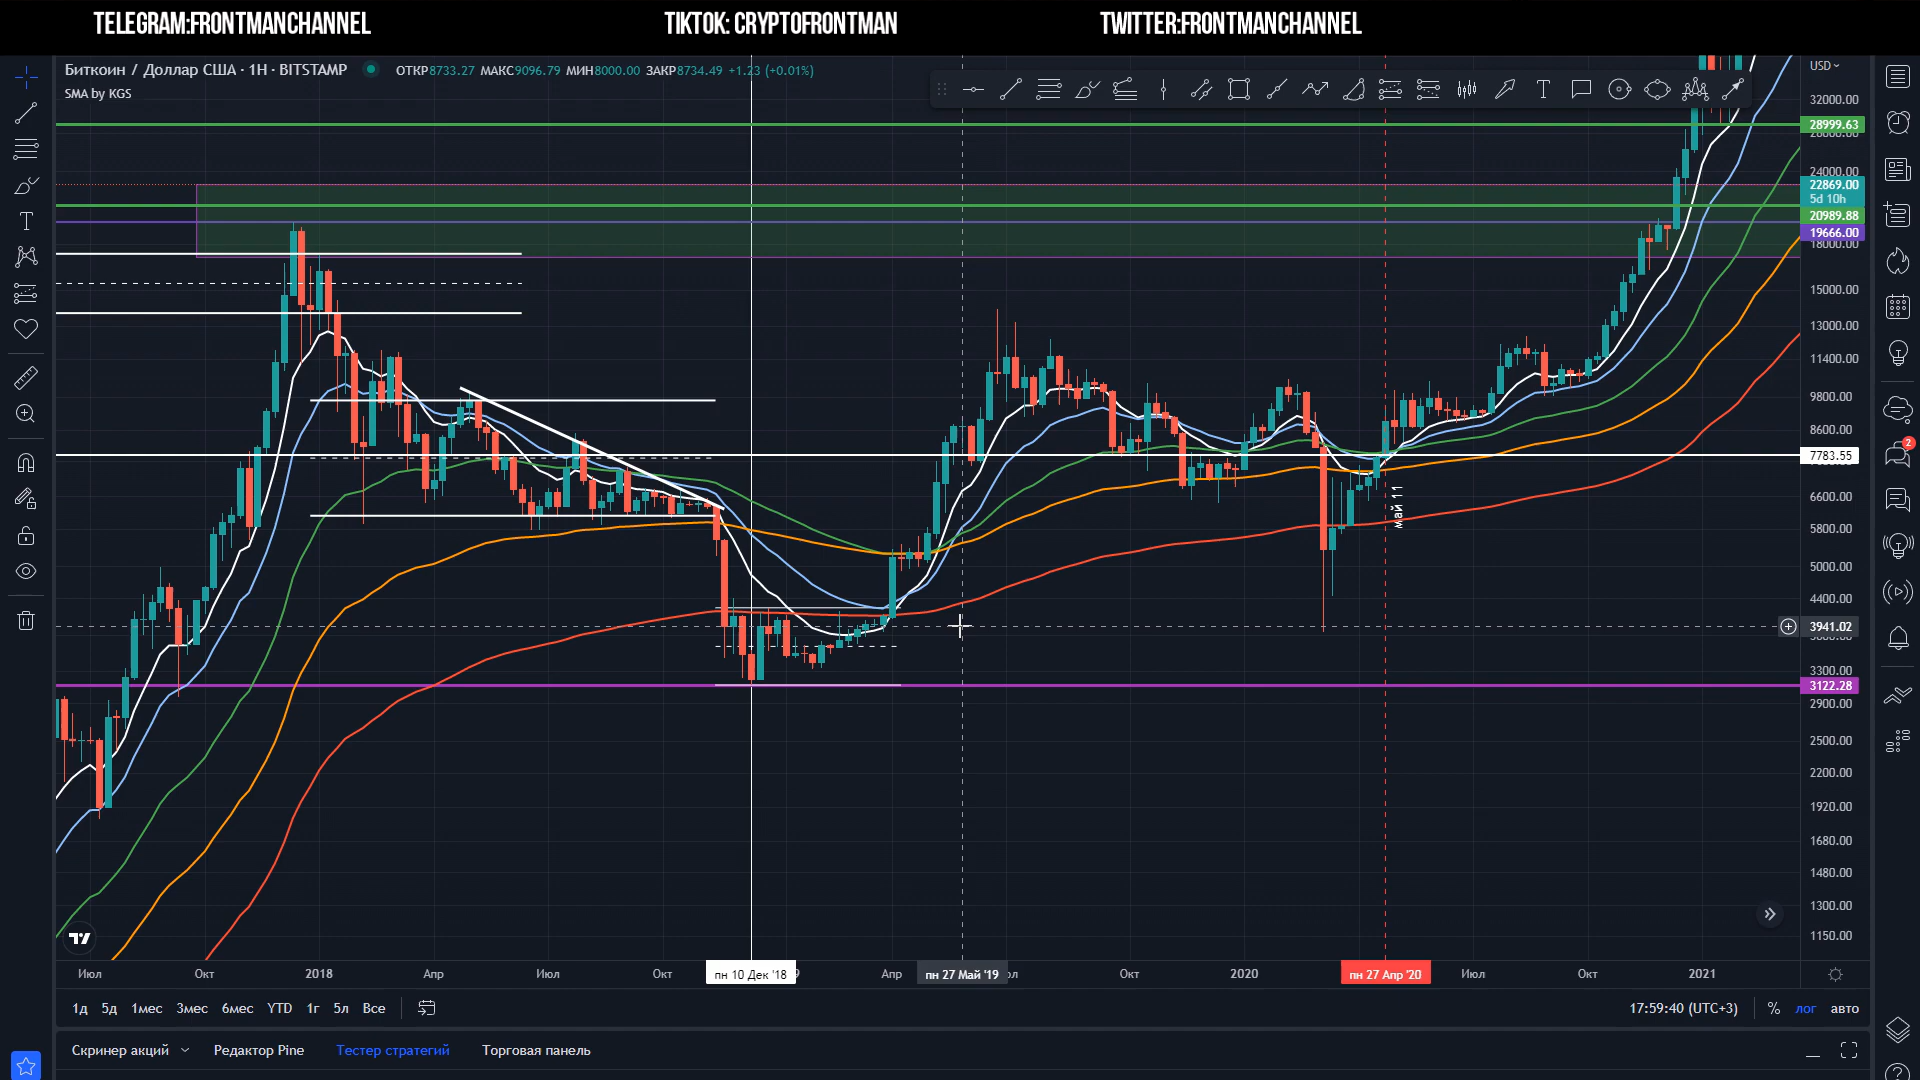 TELEGRAM:FRONTMANCHANNEL
TIKTOK: CRYPTOFRONTMAN
TWITTER:FRONTMANCHANNEL
Биткоин / Доллар США · 1Н · BITSTAMP
ОТКР8733.27 МАКС9096.79 МИН8000.00 ЗАКР8734.49 +1.23 (+0.01%)
SMA by KGS
USD
32000.00
28999.63
24000.00
22869.00
5d 10h
20989.88
19666.00
18000.00
15000.00
13000.00
11400.00
9800.00
8600.00
7783.55
6600.00
5800.00
5000.00
4400.00
3941.02
3300.00
3122.28
2900.00
2500.00
2200.00
1920.00
1680.00
1480.00
1300.00
1150.00
май 11
2
Июл
Окт
2018
Апр
Июл
Окт
пн 10 Дек '18
9
Апр
пн 27 Май '19
ол
Окт
2020
пн 27 Апр '20
Июл
Окт
2021
1д 5д 1мес 3мес 6мес YTD 1г 5л Все
17:59:40 (UTC+3)
% лог авто
Скринер акций
Редактор Pine
Тестер стратегий
Торговая панель